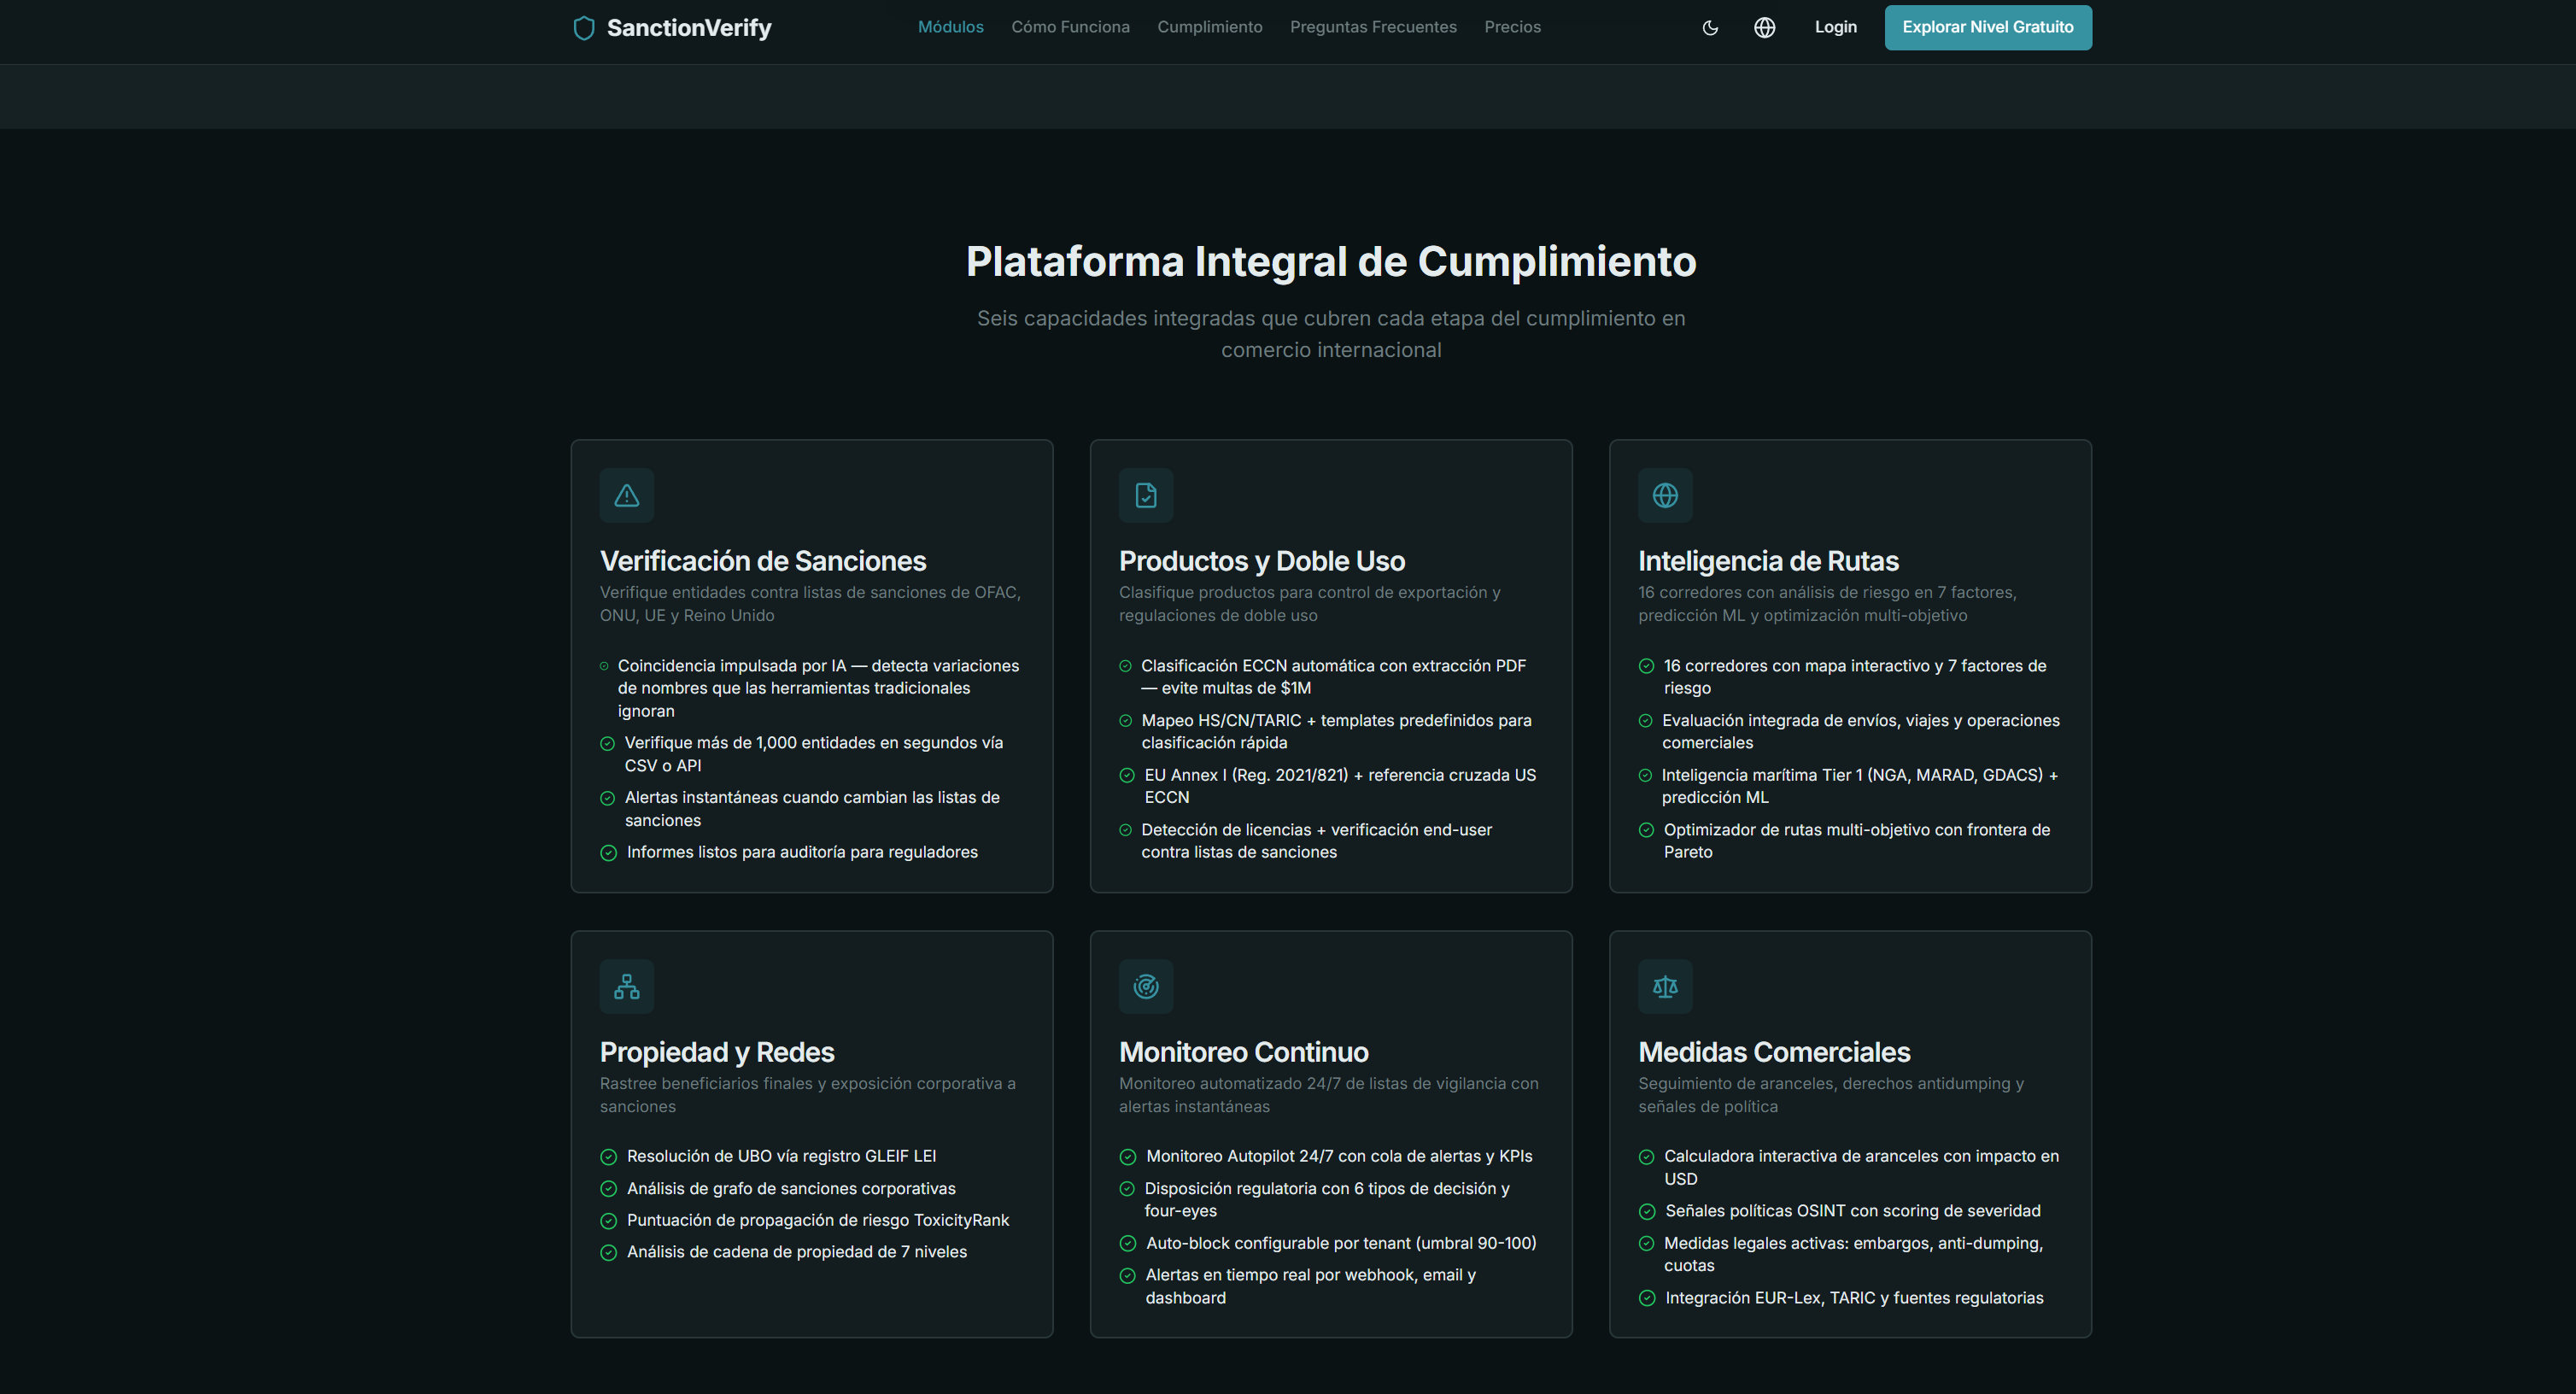 SanctionVerify
Módulos
Cómo Funciona
Cumplimiento
Preguntas Frecuentes
Precios
Login
Explorar Nivel Gratuito
Plataforma Integral de Cumplimiento
Seis capacidades integradas que cubren cada etapa del cumplimiento en
comercio internacional
Verificación de Sanciones
Verifique entidades contra listas de sanciones de OFAC,
ONU, UE y Reino Unido
Coincidencia impulsada por IA — detecta variaciones
de nombres que las herramientas tradicionales
ignoran
Verifique más de 1,000 entidades en segundos vía
CSV o API
Alertas instantáneas cuando cambian las listas de
sanciones
Informes listos para auditoría para reguladores
Productos y Doble Uso
Clasifique productos para control de exportación y
regulaciones de doble uso
Clasificación ECCN automática con extracción PDF
— evite multas de $1M
Mapeo HS/CN/TARIC + templates predefinidos para
clasificación rápida
EU Annex I (Reg. 2021/821) + referencia cruzada US
ECCN
Detección de licencias + verificación end-user
contra listas de sanciones
Inteligencia de Rutas
16 corredores con análisis de riesgo en 7 factores,
predicción ML y optimización multi-objetivo
16 corredores con mapa interactivo y 7 factores de
riesgo
Evaluación integrada de envíos, viajes y operaciones
comerciales
Inteligencia marítima Tier 1 (NGA, MARAD, GDACS) +
predicción ML
Optimizador de rutas multi-objetivo con frontera de
Pareto
Propiedad y Redes
Rastree beneficiarios finales y exposición corporativa a
sanciones
Resolución de UBO vía registro GLEIF LEI
Análisis de grafo de sanciones corporativas
Puntuación de propagación de riesgo ToxicityRank
Análisis de cadena de propiedad de 7 niveles
Monitoreo Continuo
Monitoreo automatizado 24/7 de listas de vigilancia con
alertas instantáneas
Monitoreo Autopilot 24/7 con cola de alertas y KPIs
Disposición regulatoria con 6 tipos de decisión y
four-eyes
Auto-block configurable por tenant (umbral 90-100)
Alertas en tiempo real por webhook, email y
dashboard
Medidas Comerciales
Seguimiento de aranceles, derechos antidumping y
señales de política
Calculadora interactiva de aranceles con impacto en
USD
Señales políticas OSINT con scoring de severidad
Medidas legales activas: embargos, anti-dumping,
cuotas
Integración EUR-Lex, TARIC y fuentes regulatorias